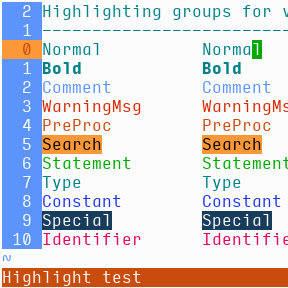 2 Highlighting groups for v
1 -------------------------
0 Normal Normal
1 Bold Bold
2 Comment Comment
3 WarningMsg WarningMs
4 PreProc PreProc
5 Search Search
6 Statement Statement
7 Type Type
8 Constant Constant
9 Special Special
10 Identifier Identifie
~
Highlight test